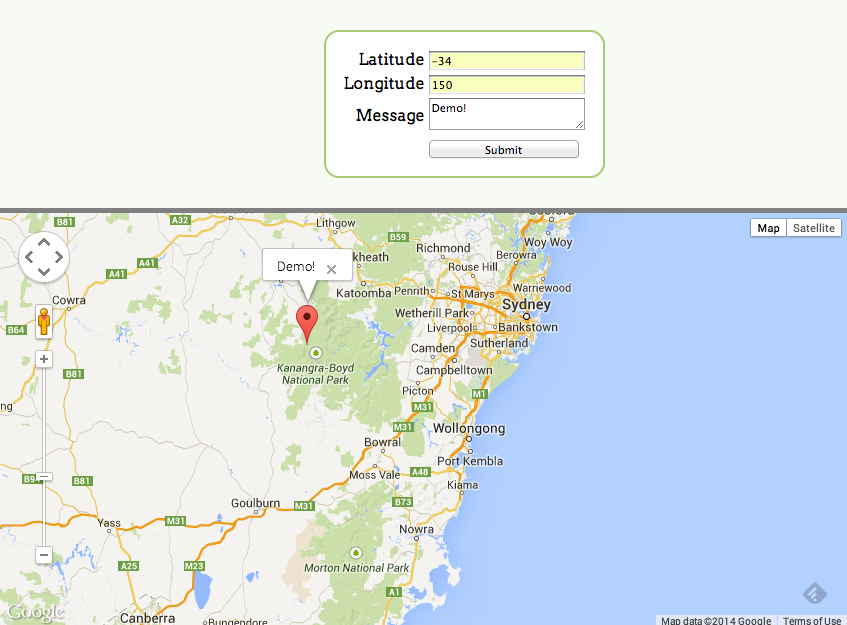 Latitude -34
Longitude 150
Message Demo!
Submit
Map Satellite
B81
A32
Lithgow
Gosford
B59
Richmond
Woy Woy
Berowra
A41
Demo!
kheath
Rouse Hill
A41
Katoomba
Penrith
St Marys
Warriewood
Cowra
Sydney
Wetherill Park
B64
Liverpool
Bankstown
Sutherland
Camden
Kanangra-Boyd
National Park
Campbelltown
B81
Picton
M1
ng
M31
M31
Wollongong
Bowral
Port Kembla
Moss Vale
A48
B81
Kiama
Goulburn
M31
B73
Yass
M31
Nowra
A25
M23
Morton National Park
A1
Google
Canberra
Bungendore
Map data ©2014 Google
Terms of Use